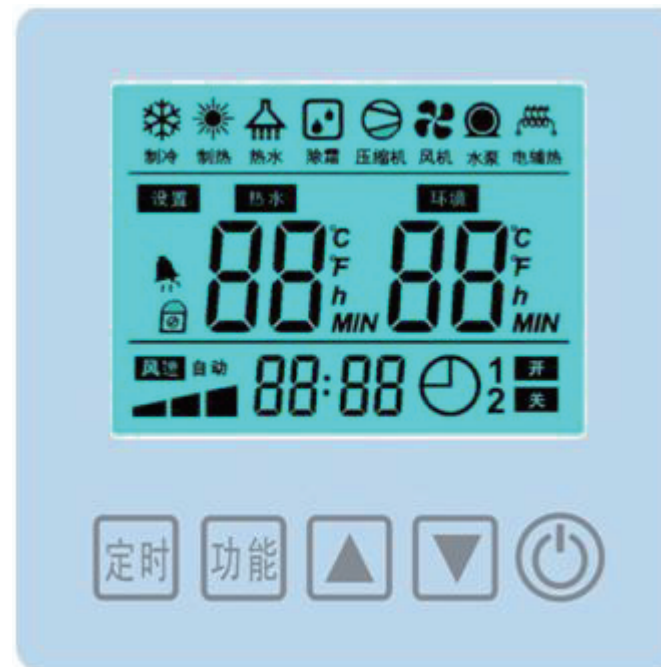 制冷 制热 热水 除霜 压缩机 风机 水泵 电辅热
设置 热水 环境
88 °C °F h MIN 88 °C °F h MIN
风速 自动
88:88 1 开
2 关
定时 功能